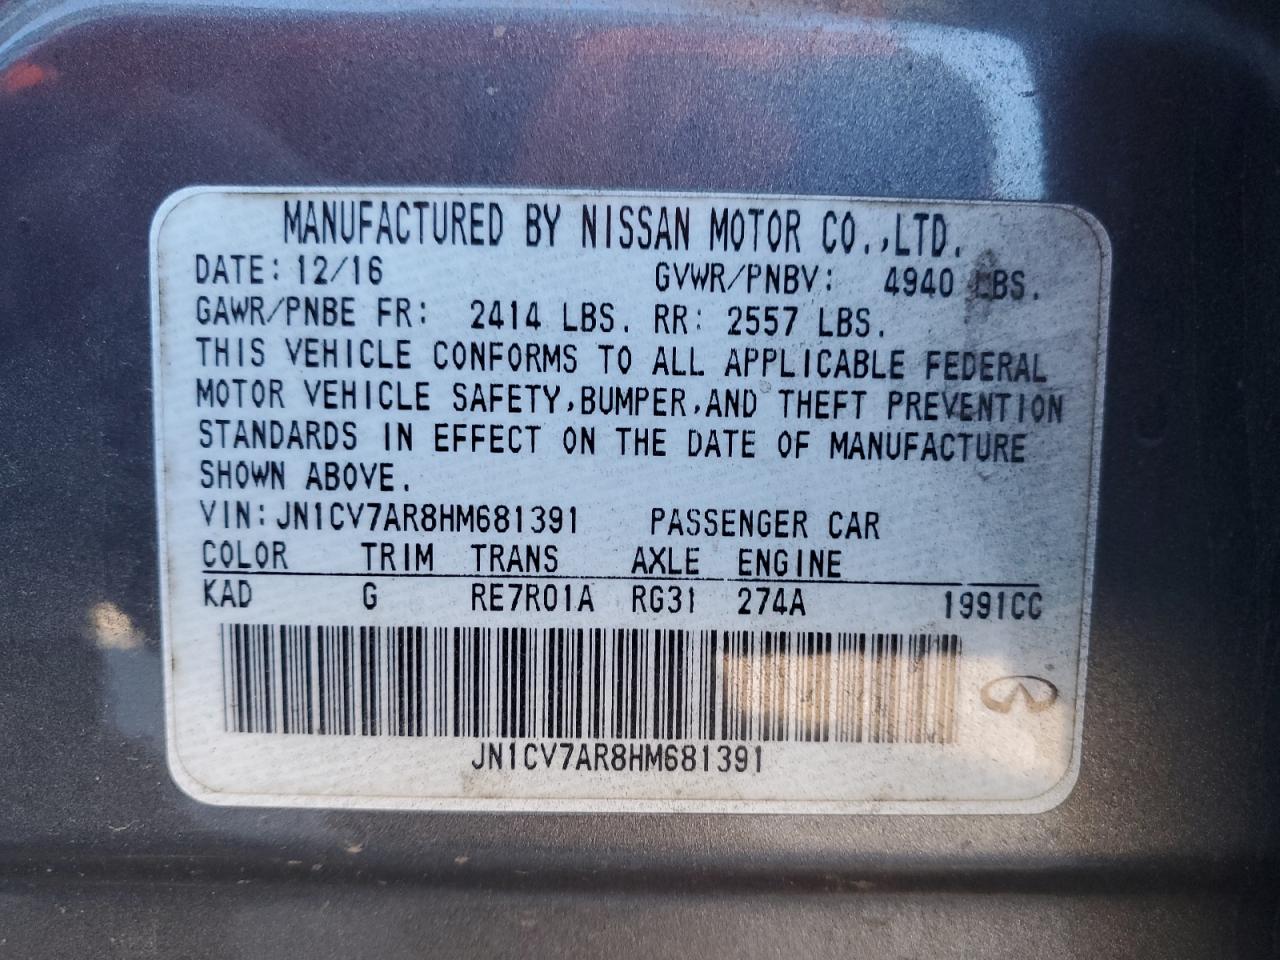 MANUFACTURED BY NISSAN MOTOR CO.,LTD.
DATE: 12/16 GVWR/PNBV: 4940 LBS.
GAWR/PNBE FR: 2414 LBS. RR: 2557 LBS.
THIS VEHICLE CONFORMS TO ALL APPLICABLE FEDERAL
MOTOR VEHICLE SAFETY,BUMPER,AND THEFT PREVENTION
STANDARDS IN EFFECT ON THE DATE OF MANUFACTURE
SHOWN ABOVE.
VIN: JN1CV7AR8HM681391 PASSENGER CAR
COLOR TRIM TRANS AXLE ENGINE
KAD G RE7R01A RG31 274A 1991CC
JN1CV7AR8HM681391